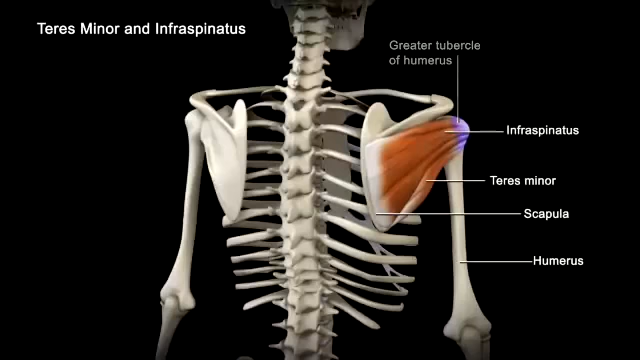 Teres Minor and Infraspinatus
Greater tubercle
of humerus
Infraspinatus
Teres minor
Scapula
Humerus